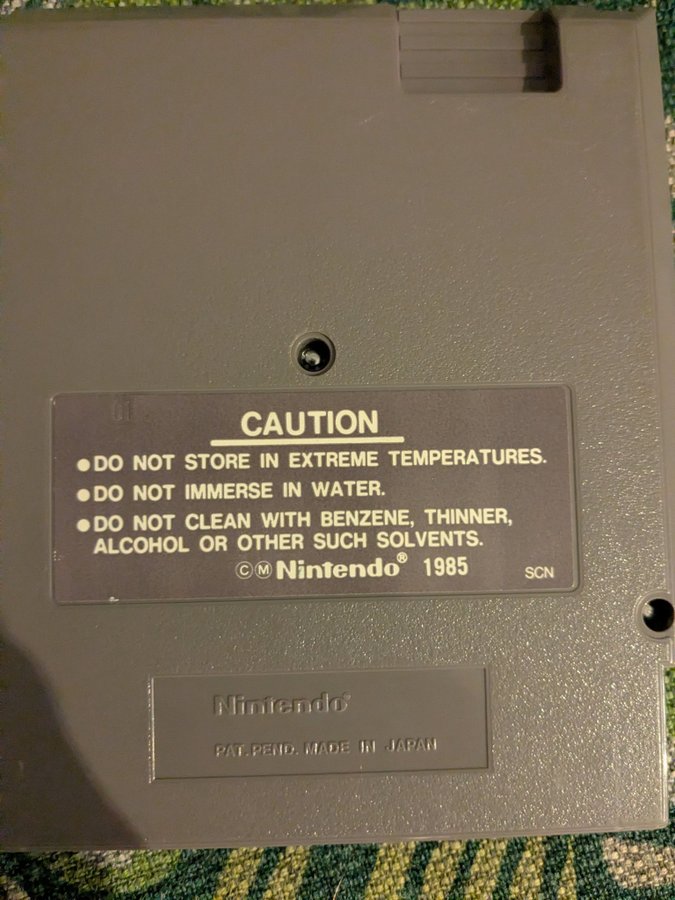 CAUTION
●DO NOT STORE IN EXTREME TEMPERATURES.
●DO NOT IMMERSE IN WATER.
●DO NOT CLEAN WITH BENZENE, THINNER,
ALCOHOL OR OTHER SUCH SOLVENTS.
ⒸⓂNintendo® 1985 SCN
Nintendo®
PAT. PEND. MADE IN JAPAN